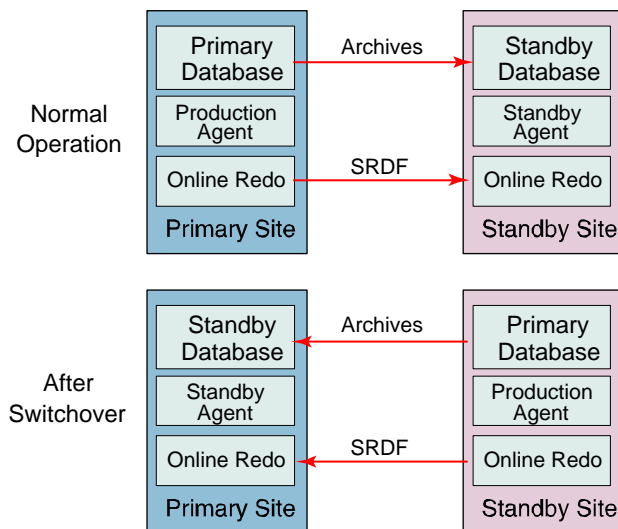 Normal
Operation
Primary
Database
Production
Agent
Online Redo
Primary Site
Archives
SRDF
Standby
Database
Standby
Agent
Online Redo
Standby Site
After
Switchover
Standby
Database
Standby
Agent
Online Redo
Primary Site
Archives
SRDF
Primary
Database
Production
Agent
Online Redo
Standby Site